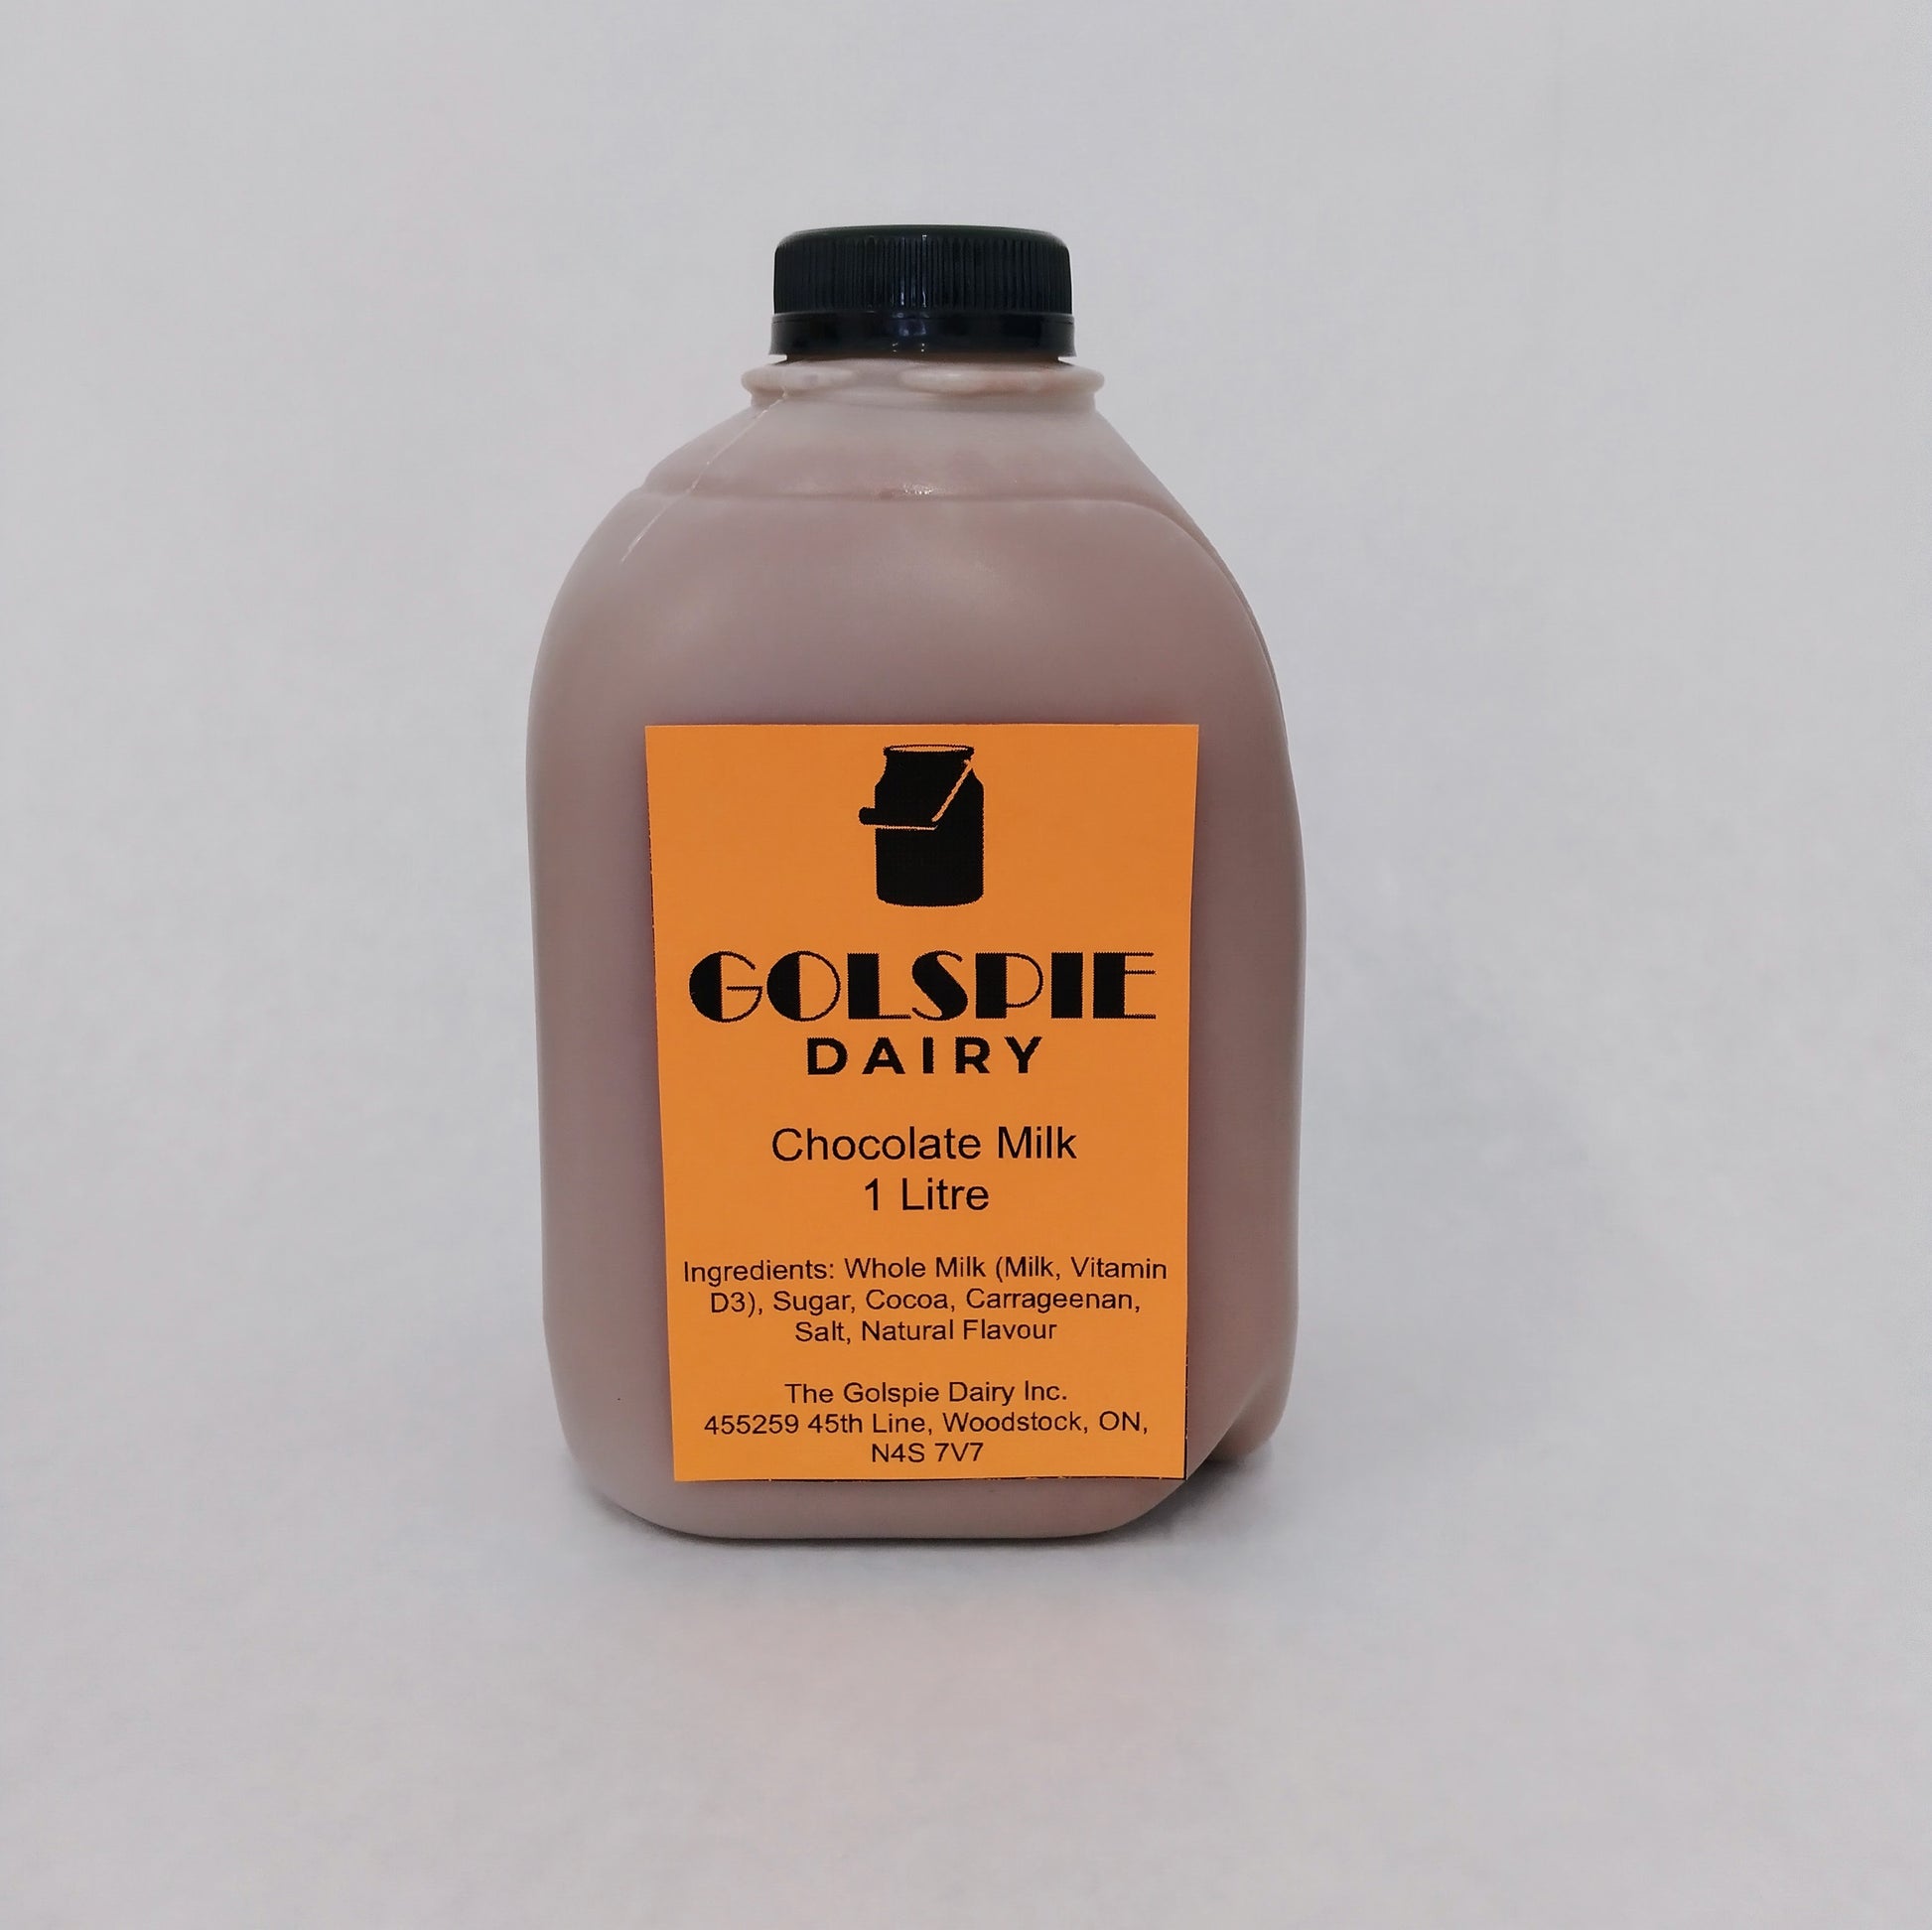 GOLSPIE
DAIRY
Chocolate Milk
1 Litre
Ingredients: Whole Milk (Milk, Vitamin
D3), Sugar, Cocoa, Carrageenan,
Salt, Natural Flavour
The Golspie Dairy Inc.
455259 45th Line, Woodstock, ON,
N4S 7V7